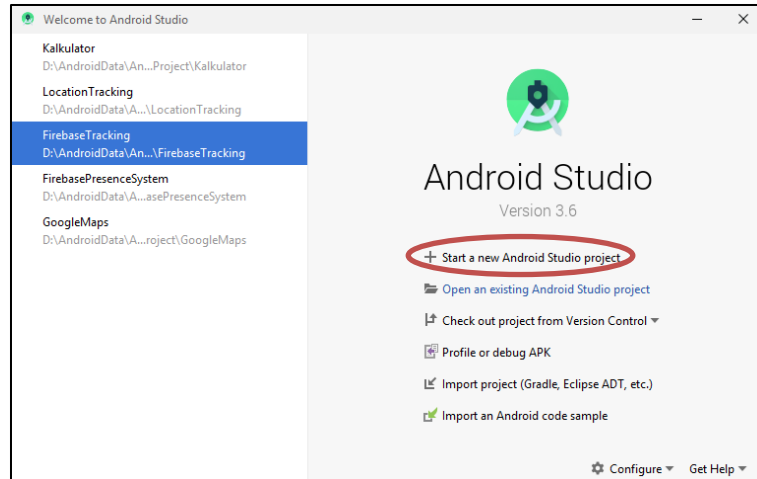 Welcome to Android Studio
Kalkulator
D:\AndroidData\An...Project\Kalkulator
LocationTracking
D:\AndroidData\A...\LocationTracking
FirebaseTracking
D:\AndroidData\An...\FirebaseTracking
FirebasePresenceSystem
D:\AndroidData\A...asePresenceSystem
GoogleMaps
D:\AndroidData\A...roject\GoogleMaps
Android Studio
Version 3.6
Start a new Android Studio project
Open an existing Android Studio project
Check out project from Version Control
Profile or debug APK
Import project (Gradle, Eclipse ADT, etc.)
Import an Android code sample
Configure Get Help